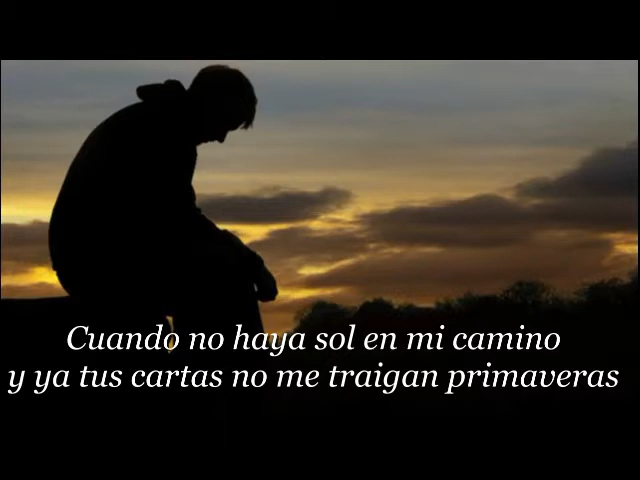 Cuando no haya sol en mi camino
y ya tus cartas no me traigan primaveras